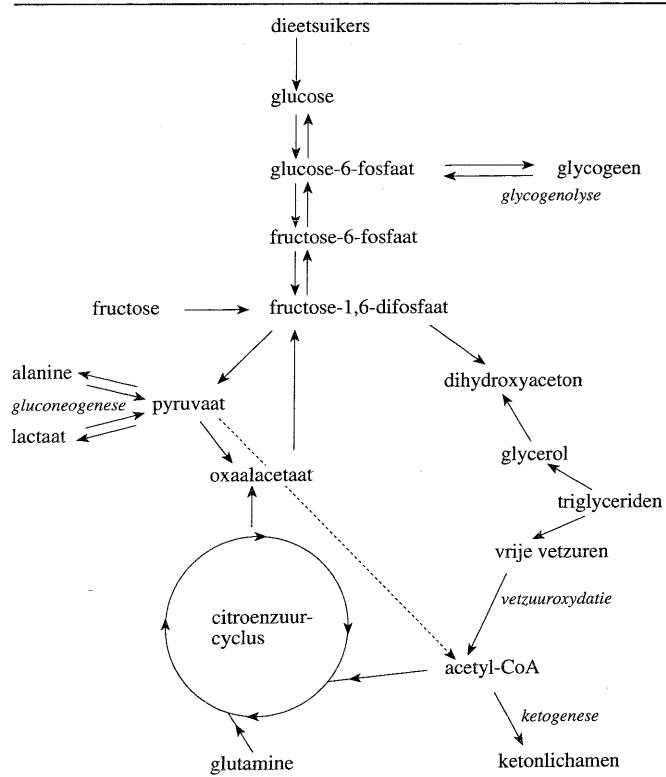 dieetsuikers
glucose
glucose-6-fosfaat
glycogeen
glycogenolyse
fructose-6-fosfaat
fructose
fructose-1,6-difosfaat
alanine
dihydroxyaceton
gluconeogenese
pyruvaat
lactaat
glycerol
oxaalacetaat
triglyceriden
vrije vetzuren
vetzuuroxydatie
citroenzuur-
cyclus
acetyl-CoA
ketogenese
glutamine
ketonlichamen